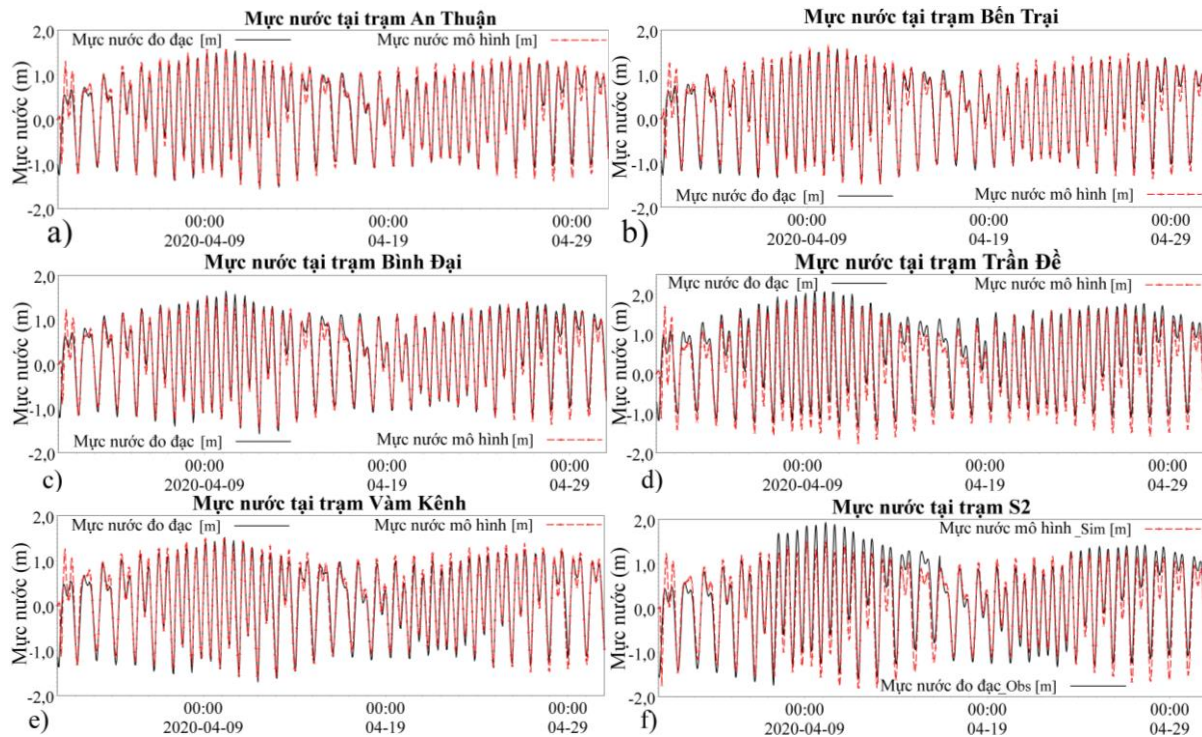 Mực nước tại trạm An Thuận
Mực nước đo đạc [m]
Mực nước mô hình [m]
Mực nước (m)
2,0
1,0
0,0
-1,0
-2,0
00:00 00:00 00:00
2020-04-09 04-19 04-29
a)
Mực nước tại trạm Bến Trại
Mực nước (m)
2,0
1,0
0,0
-1,0
-2,0
Mực nước đo đạc [m]
Mực nước mô hình [m]
00:00 00:00 00:00
2020-04-09 04-19 04-29
b)
Mực nước tại trạm Bình Đại
Mực nước (m)
2,0
1,0
0,0
-1,0
-2,0
Mực nước đo đạc [m]
Mực nước mô hình [m]
00:00 00:00 00:00
2020-04-09 04-19 04-29
c)
Mực nước tại trạm Trần Đề
Mực nước đo đạc [m]
Mực nước mô hình [m]
Mực nước (m)
2,0
1,0
0,0
-1,0
-2,0
00:00 00:00 00:00
2020-04-09 04-19 04-29
d)
Mực nước tại trạm Vàm Kênh
Mực nước đo đạc [m]
Mực nước mô hình [m]
Mực nước (m)
2,0
1,0
0,0
-1,0
-2,0
00:00 00:00 00:00
2020-04-09 04-19 04-29
e)
Mực nước tại trạm S2
Mực nước mô hình _Sim [m]
Mực nước (m)
2,0
1,0
0,0
-1,0
-2,0
Mực nước đo đạc_Obs [m]
00:00 00:00 00:00
2020-04-09 04-19 04-29
f)